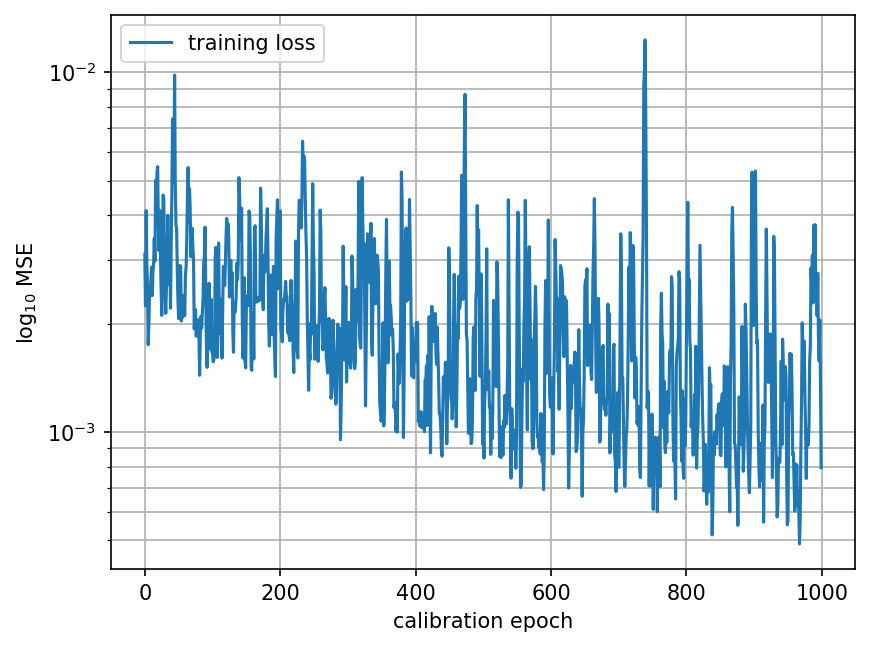 training loss
10⁻²
10⁻³
log₁₀ MSE
0 200 400 600 800 1000
calibration epoch